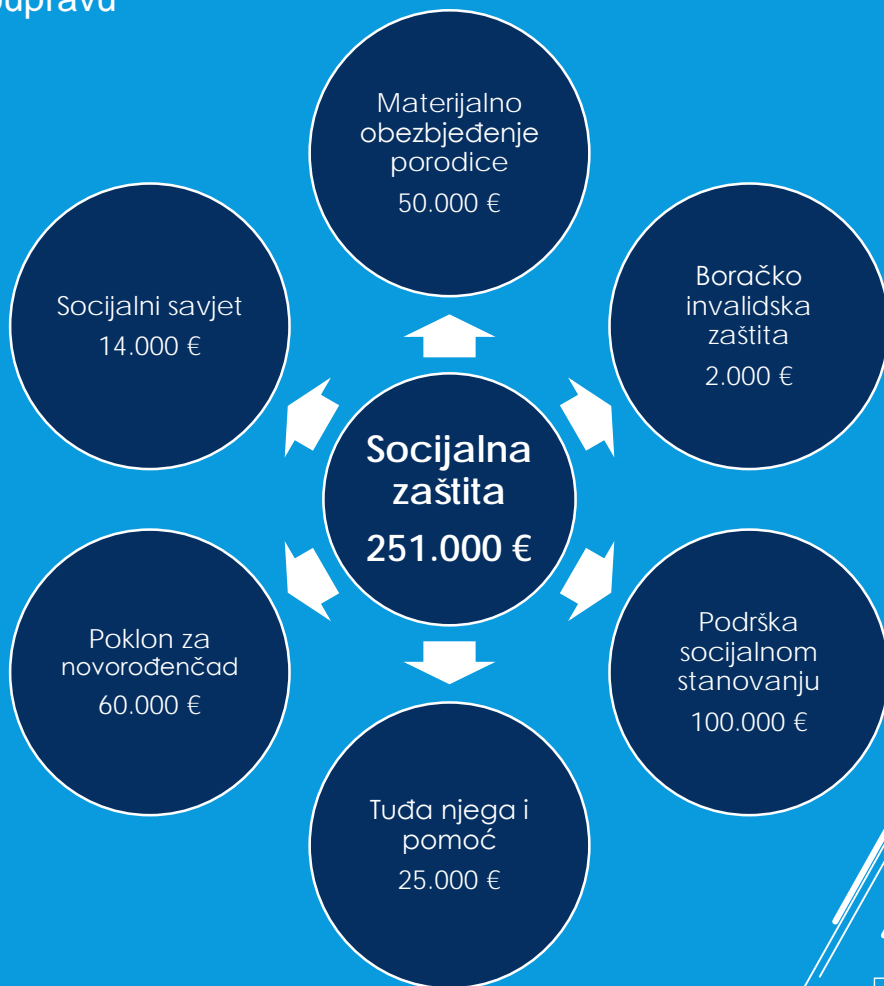 Materijalno
obezbjeđenje
porodice
50.000 €
Boračko
invalidska
zaštita
2.000 €
Podrška
socijalnom
stanovanju
100.000 €
Tuđa njega i
pomoć
25.000 €
Poklon za
novorođenčad
60.000 €
Socijalni savjet
14.000 €
Socijalna
zaštita
251.000 €